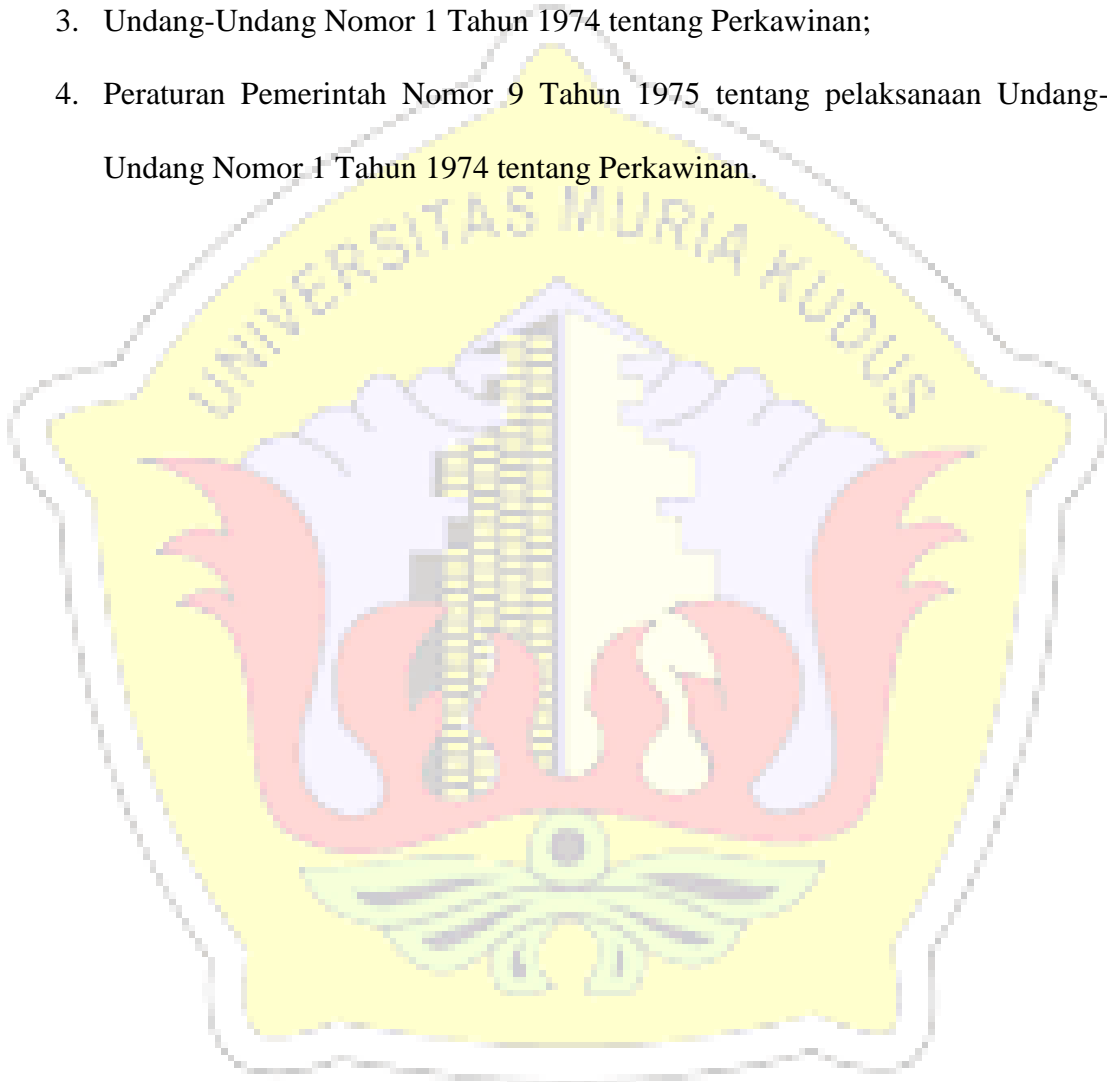 3. Undang-Undang Nomor 1 Tahun 1974 tentang Perkawinan;
4. Peraturan Pemerintah Nomor 9 Tahun 1975 tentang pelaksanaan Undang-
Undang Nomor 1 Tahun 1974 tentang Perkawinan.
UNIVERSITAS MURIA KUDUS